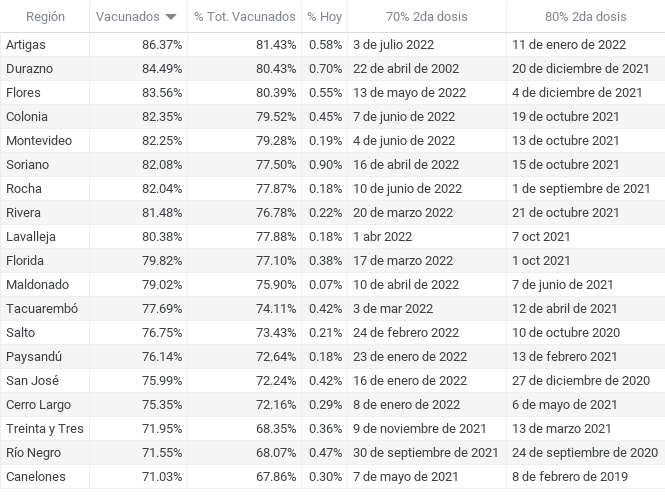 Región Vacunados % Tot. Vacunados % Hoy 70% 2da dosis 80% 2da dosis
Artigas 86.37% 81.43% 0.58% 3 de julio 2022 11 de enero de 2022
Durazno 84.49% 80.43% 0.70% 22 de abril de 2002 20 de diciembre de 2021
Flores 83.56% 80.39% 0.55% 13 de mayo de 2022 4 de diciembre de 2021
Colonia 82.35% 79.52% 0.45% 7 de junio de 2022 19 de octubre 2021
Montevideo 82.25% 79.28% 0.19% 4 de junio de 2022 13 de octubre 2021
Soriano 82.08% 77.50% 0.90% 16 de abril de 2022 15 de octubre 2021
Rocha 82.04% 77.87% 0.18% 10 de junio de 2022 1 de septiembre de 2021
Rivera 81.48% 76.78% 0.22% 20 de marzo 2022 21 de octubre 2021
Lavalleja 80.38% 77.88% 0.18% 1 abr 2022 7 oct 2021
Florida 79.82% 77.10% 0.38% 17 de marzo de 2022 1 oct 2021
Maldonado 79.02% 75.90% 0.07% 10 de abril de 2022 7 de junio de 2021
Tacuarembó 77.69% 74.11% 0.42% 3 de mar 2022 12 de abril de 2021
Salto 76.75% 73.43% 0.21% 24 de febrero 2022 10 de octubre 2020
Paysandú 76.14% 72.64% 0.18% 23 de enero de 2022 13 de febrero 2021
San José 75.99% 72.24% 0.42% 16 de enero de 2022 27 de diciembre de 2020
Cerro Largo 75.35% 72.16% 0.29% 8 de enero de 2022 6 de mayo de 2021
Treinta y Tres 71.95% 68.35% 0.36% 9 de noviembre de 2021 13 de marzo 2021
Río Negro 71.55% 68.07% 0.47% 30 de septiembre de 2021 24 de septiembre de 2020
Canelones 71.03% 67.86% 0.30% 7 de mayo de 2021 8 de febrero de 2019